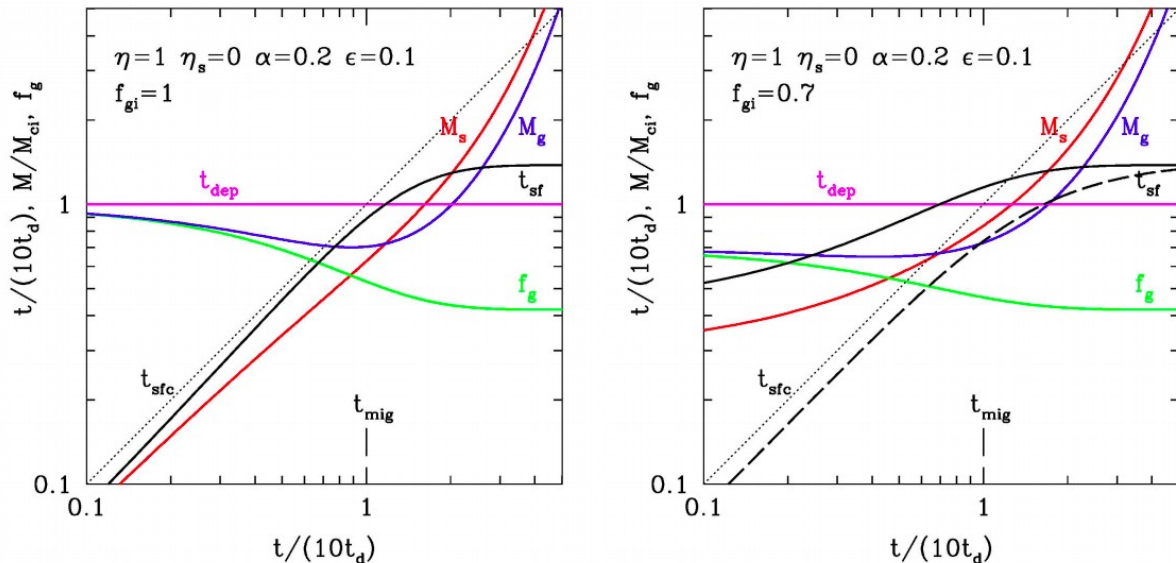 η=1 ηₛ=0 α=0.2 ϵ=0.1
f_gi=1
M_s
M_g
t_dep
t_sf
f_g
t_sfc
t_mig
1
0.1
0.1
1
t/(10t_d), M/M_ci, f_g
t/(10t_d)
η=1 ηₛ=0 α=0.2 ϵ=0.1
f_gi=0.7
M_s
M_g
t_dep
t_sf
f_g
t_sfc
t_mig
1
0.1
0.1
1
t/(10t_d), M/M_ci, f_g
t/(10t_d)